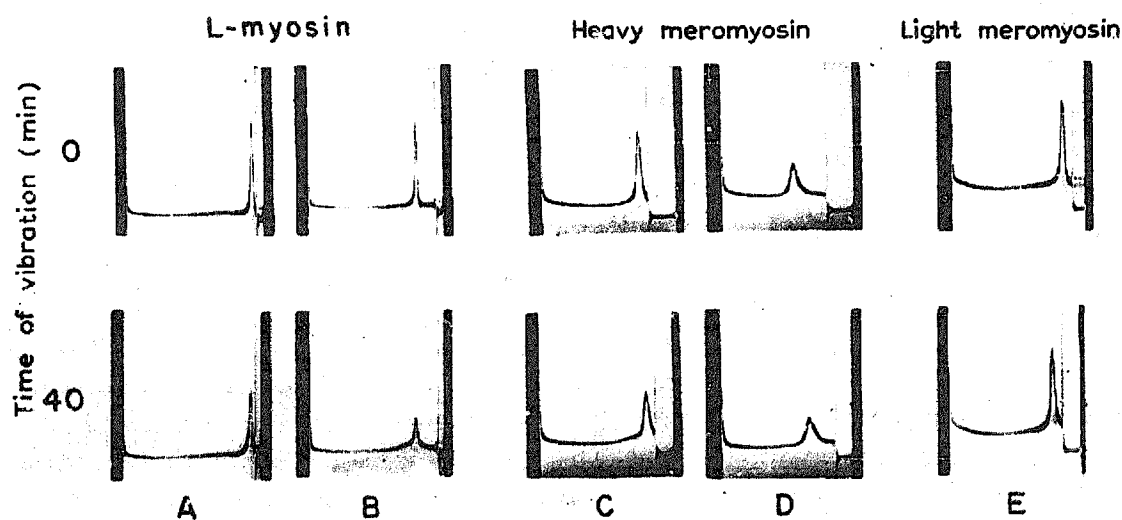 L-myosin
Heavy meromyosin
Light meromyosin
Time of vibration (min)
0
40
A
B
C
D
E